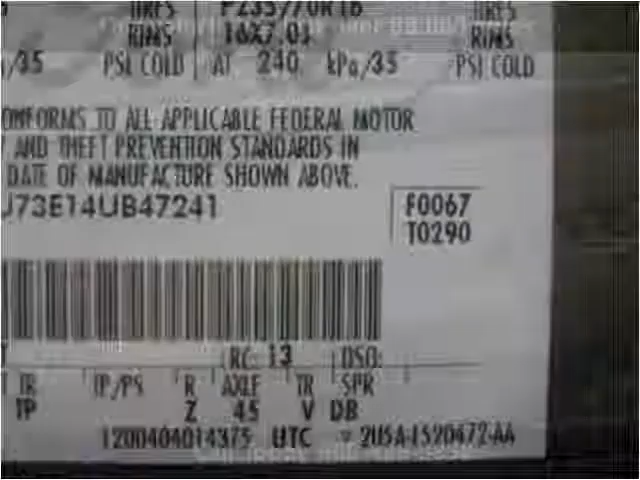 TIRES P235/70R16 TIRES
RIMS 16X7.0J RIMS
/35 PSI COLD AT 240 kPa/35 PSI COLD
CONFORMS TO ALL APPLICABLE FEDERAL MOTOR
AND THEFT PREVENTION STANDARDS IN
DATE OF MANUFACTURE SHOWN ABOVE.
U73E14UB47241
F0067
T0290
RC: 13 DSO:
TR TP/PS R AXLE TR SPR
TP Z 45 V DB
1200404014375 UTC 2U5A-1520472-AA